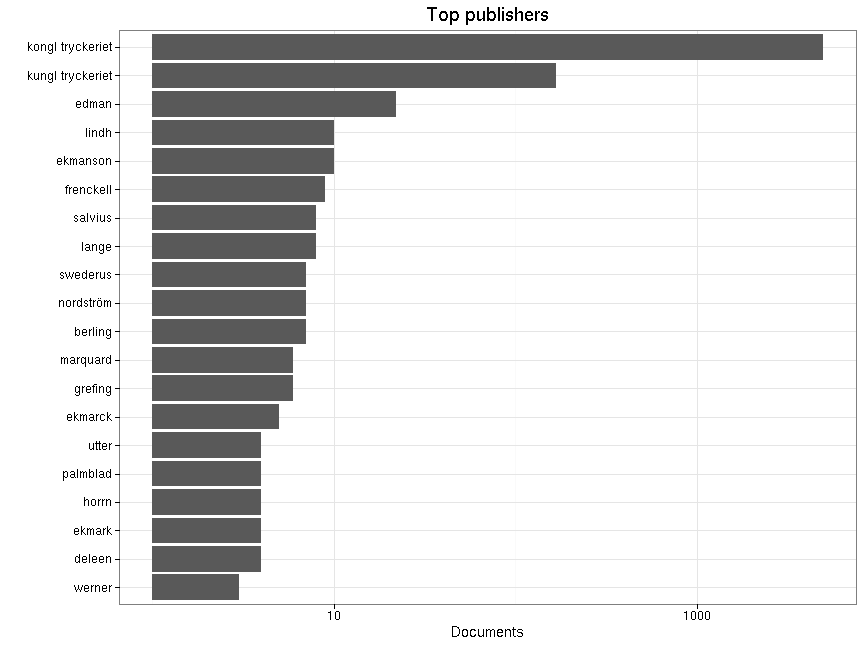 Top publishers
kongl tryckeriet
kungl tryckeriet
edman
lindh
ekmanson
frenckell
salvius
lange
swederus
nordström
berling
marquard
grefing
ekmarck
utter
palmblad
horrn
ekmark
deleen
werner
10 1000
Documents